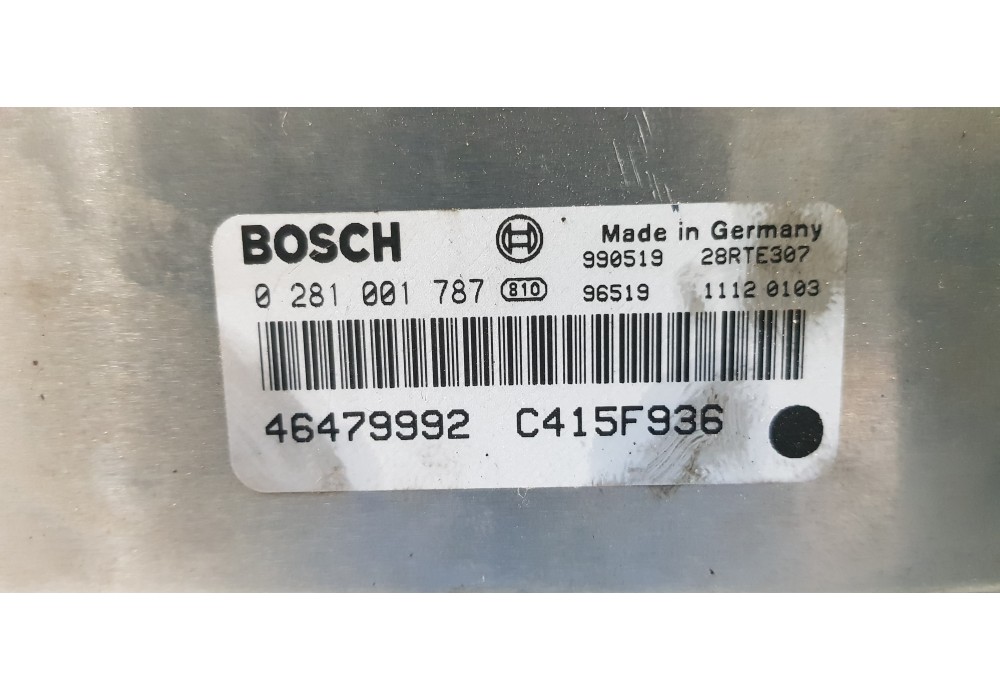 BOSCH
Made in Germany
990519 28RTE307
0 281 001 787 810 96519 1112 0103
46479992 C415F936